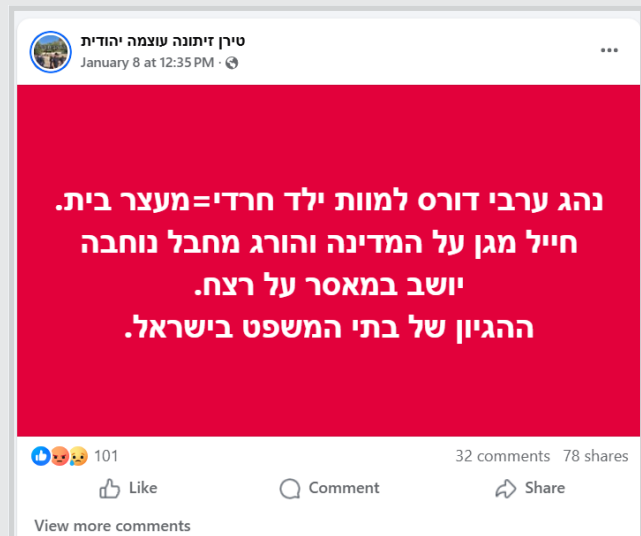 טירן זיתונה עוצמה יהודית
January 8 at 12:35 PM ·
נהג ערבי דורס למוות ילד חרדי=מעצר בית.
חייל מגן על המדינה והורג מחבל נוחבה
יושב במאסר על רצח.
ההגיון של בתי המשפט בישראל.
101
32 comments 78 shares
Like Comment Share
View more comments